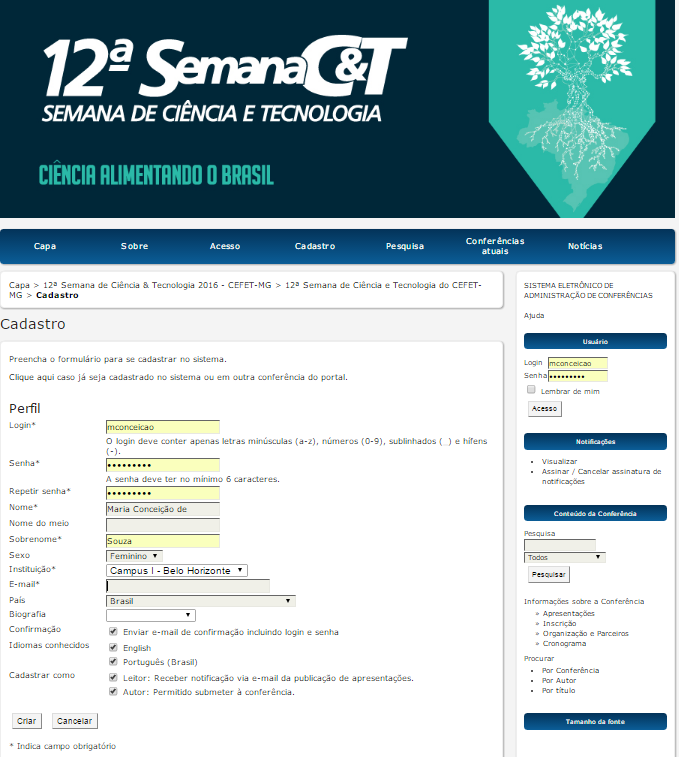 12ª SemanaC&T
SEMANA DE CIÊNCIA E TECNOLOGIA
CIÊNCIA ALIMENTANDO O BRASIL
Capa Sobre Acesso Cadastro Pesquisa Conferências atuais Notícias
Capa > 12ª Semana de Ciência & Tecnologia 2016 - CEFET-MG > 12ª Semana de Ciência e Tecnologia do CEFET-
MG > Cadastro
Cadastro
Preencha o formulário para se cadastrar no sistema.
Clique aqui caso já seja cadastrado no sistema ou em outra conferência do portal.
Perfil
Login* mconceicao
O login deve conter apenas letras minúsculas (a-z), números (0-9), sublinhados (_) e hífens
(-).
Senha* •••••••••
A senha deve ter no mínimo 6 caracteres.
Repetir senha* •••••••••
Nome* Maria Conceição de
Nome do meio
Sobrenome* Souza
Sexo Feminino
Instituição* Campus I - Belo Horizonte
E-mail*
País Brasil
Biografia
Confirmação Enviar e-mail de confirmação incluindo login e senha
Idiomas conhecidos English
Português (Brasil)
Cadastrar como Leitor: Receber notificação via e-mail da publicação de apresentações.
Autor: Permitido submeter à conferência.
Criar Cancelar
* Indica campo obrigatório
SISTEMA ELETRÔNICO DE
ADMINISTRAÇÃO DE CONFERÊNCIAS
Ajuda
Usuário
Login mconceicao
Senha •••••••••
Lembrar de mim
Acesso
Notificações
• Visualizar
• Assinar / Cancelar assinatura de
notificações
Conteúdo da Conferência
Pesquisa
Todos
Pesquisar
Informações sobre a Conferência
» Apresentações
» Inscrição
» Organização e Parceiros
» Cronograma
Procurar
• Por Conferência
• Por Autor
• Por título
Tamanho da fonte